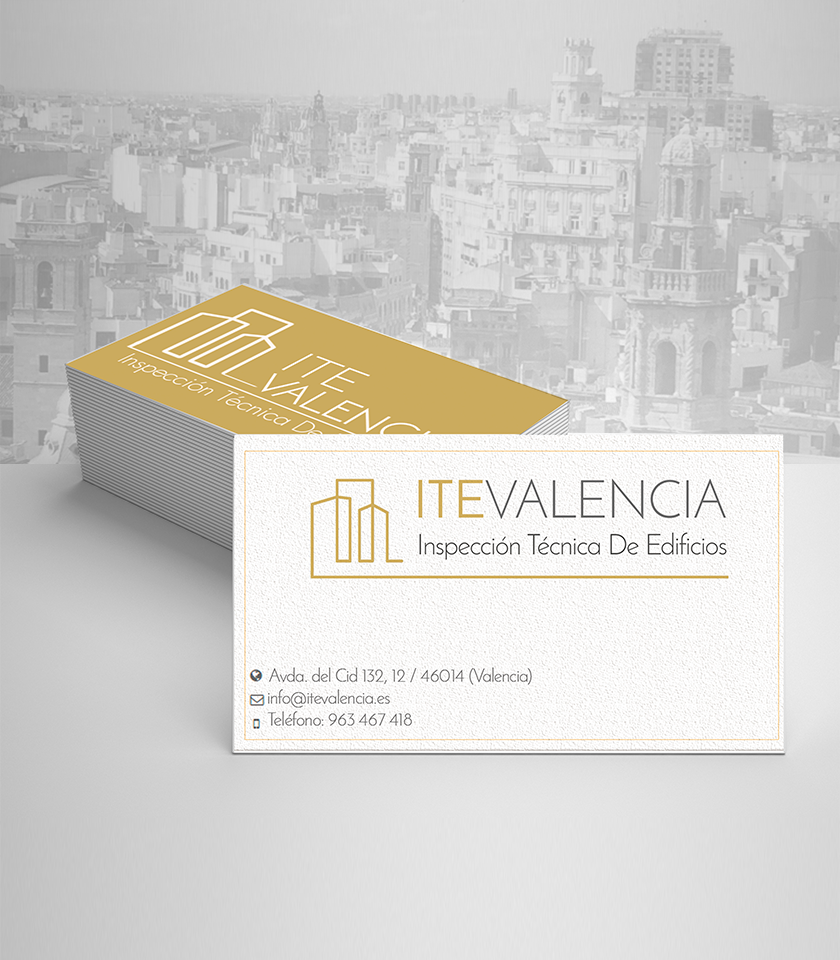 ITE
VALENCI
Inspección Técnica De
ITEVALENCIA
Inspección Técnica De Edificios
Avda. del Cid 132, 12 / 46014 (Valencia)
info@itevalencia.es
Teléfono: 963 467 418